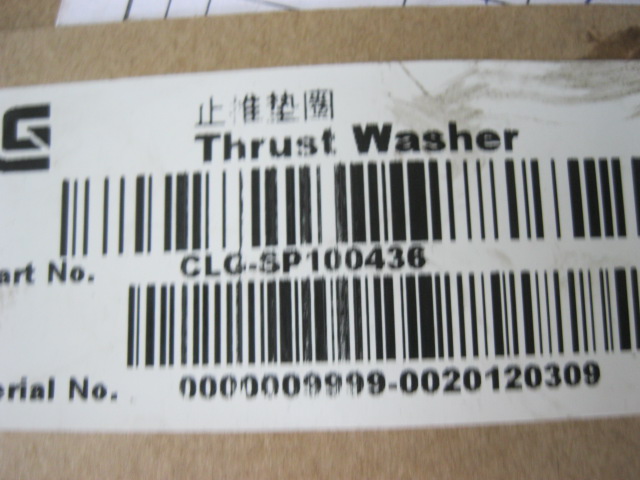 止推垫圈
Thrust Washer
art No. CLG-SP100436
erial No. 0000009999-0020120309